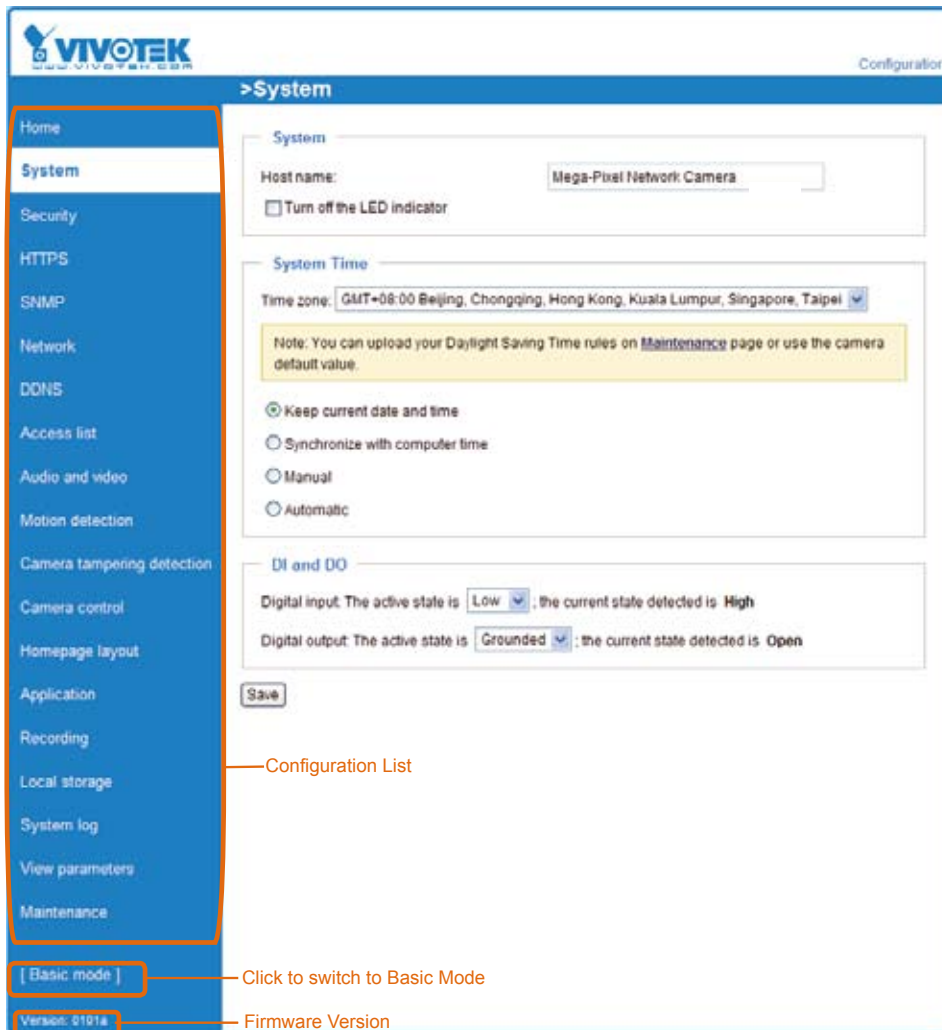 VIVOTEK
WWW.VIVOTEK.COM
Configuration
>System
Home
System
Security
HTTPS
SNMP
Network
DDNS
Access list
Audio and video
Motion detection
Camera tampering detection
Camera control
Homepage layout
Application
Recording
Local storage
System log
View parameters
Maintenance
[ Basic mode ]
Version: 0101a
System
Host name: Mega-Pixel Network Camera
Turn off the LED indicator
System Time
Time zone: GMT+08:00 Beijing, Chongqing, Hong Kong, Kuala Lumpur, Singapore, Taipei
Note: You can upload your Daylight Saving Time rules on Maintenance page or use the camera
default value.
Keep current date and time
Synchronize with computer time
Manual
Automatic
DI and DO
Digital input: The active state is Low ; the current state detected is High
Digital output: The active state is Grounded ; the current state detected is Open
Save
Configuration List
Click to switch to Basic Mode
Firmware Version